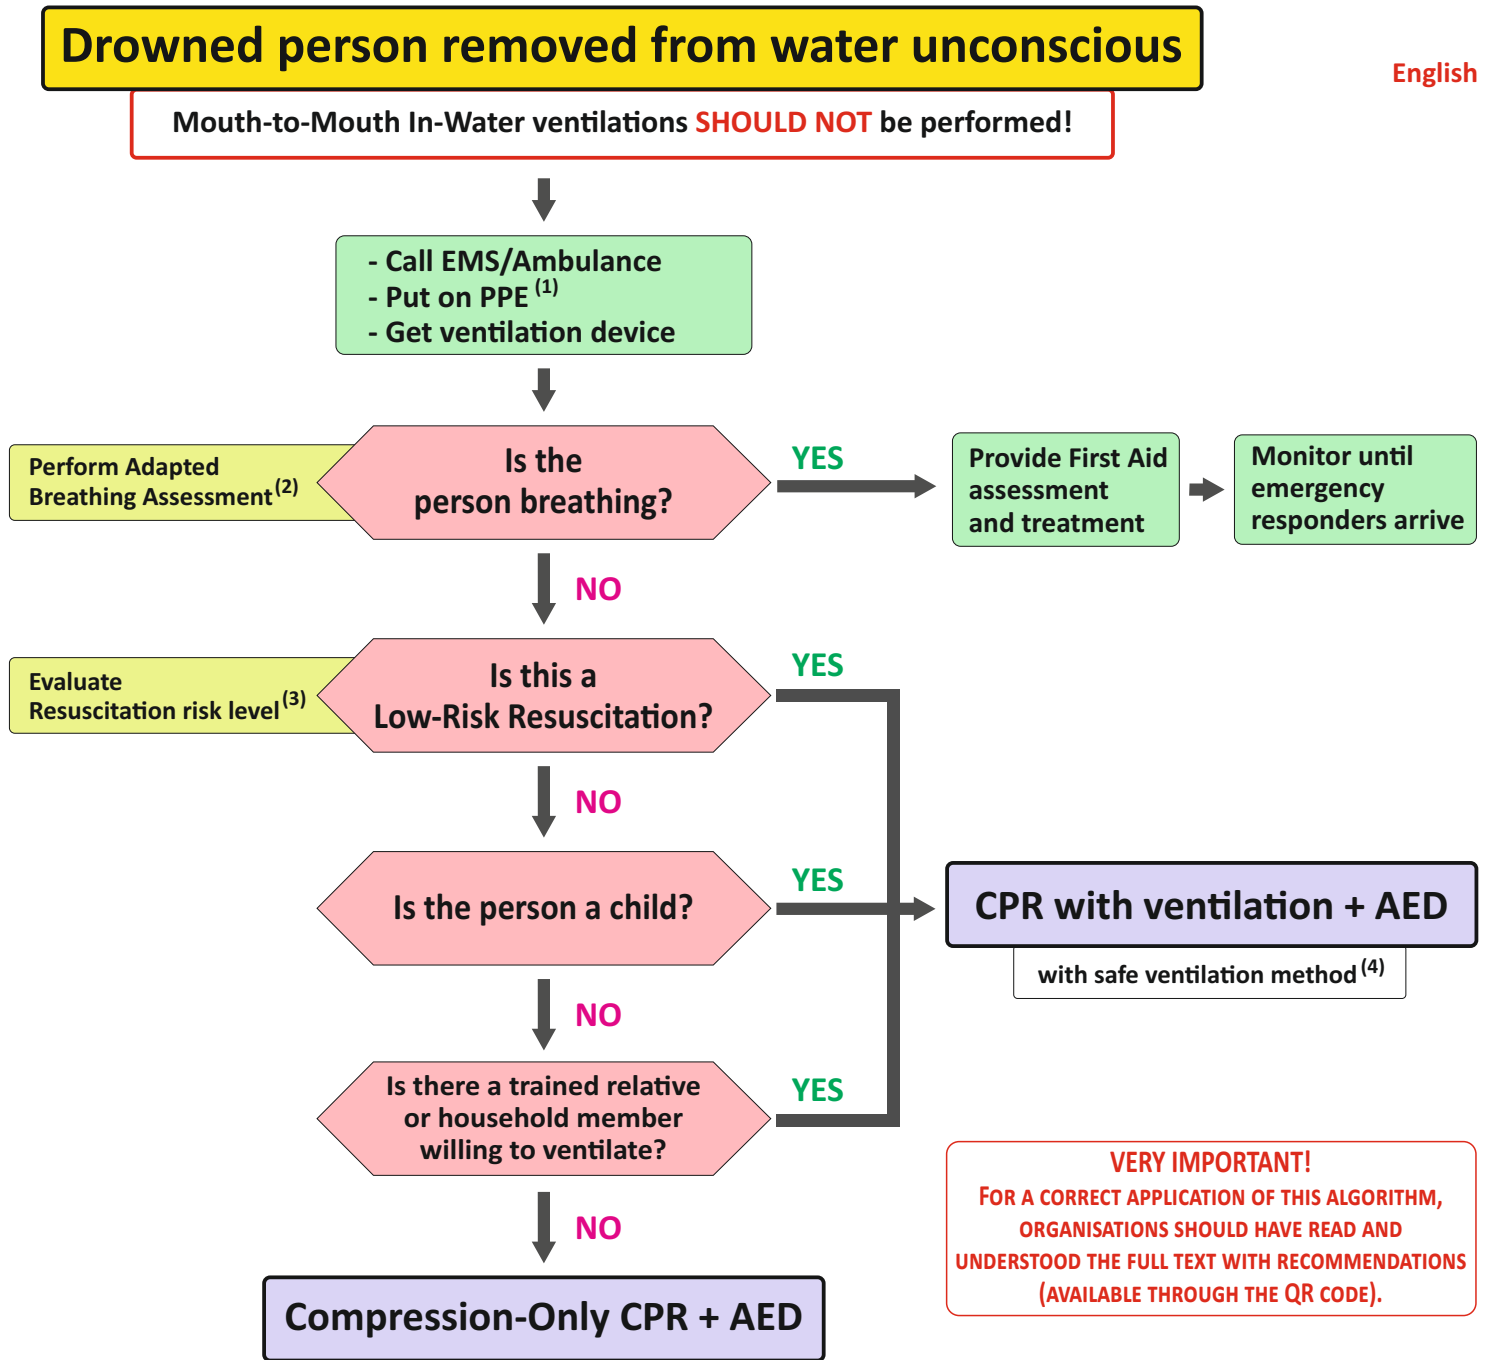 Drowned person removed from water unconscious
English
Mouth-to-Mouth In-Water ventilations SHOULD NOT be performed!
- Call EMS/Ambulance
- Put on PPE (1)
- Get ventilation device
Perform Adapted
Breathing Assessment (2)
Is the
person breathing?
YES
Provide First Aid
assessment
and treatment
Monitor until
emergency
responders arrive
NO
Evaluate
Resuscitation risk level (3)
Is this a
Low-Risk Resuscitation?
YES
NO
Is the person a child?
YES
CPR with ventilation + AED
with safe ventilation method (4)
NO
Is there a trained relative
or household member
willing to ventilate?
YES
NO
Compression-Only CPR + AED
VERY IMPORTANT!
FOR A CORRECT APPLICATION OF THIS ALGORITHM,
ORGANISATIONS SHOULD HAVE READ AND
UNDERSTOOD THE FULL TEXT WITH RECOMMENDATIONS
(AVAILABLE THROUGH THE QR CODE).